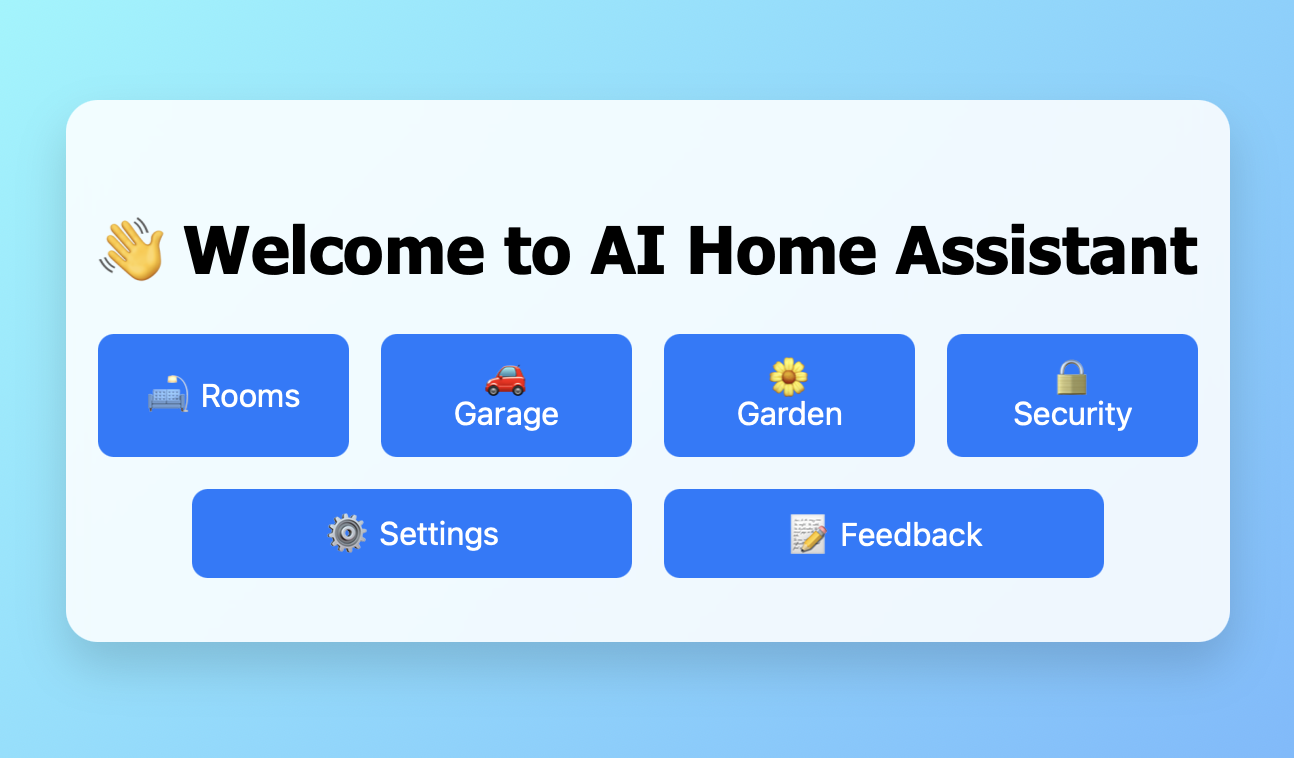 👋 Welcome to AI Home Assistant
🛋️ Rooms
🚗
Garage
🌼
Garden
🔒
Security
⚙️ Settings
📝 Feedback